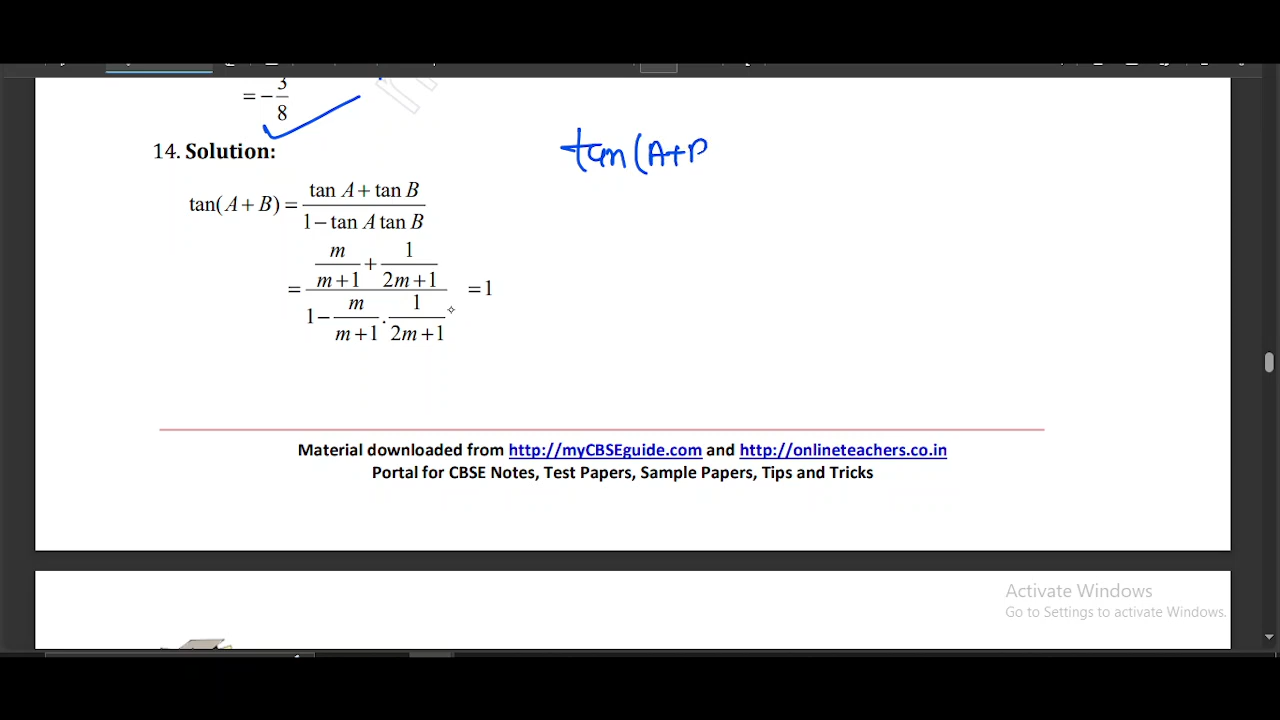 = -3/8
14. Solution:
tan(A+P
tan(A + B) = (tan A + tan B)/(1 − tan A tan B)
= (m/(m+1) + 1/(2m+1))/(1 − m/(m+1) . 1/(2m+1)) = 1
Material downloaded from http://myCBSEguide.com and http://onlineteachers.co.in
Portal for CBSE Notes, Test Papers, Sample Papers, Tips and Tricks
Activate Windows
Go to Settings to activate Windows.